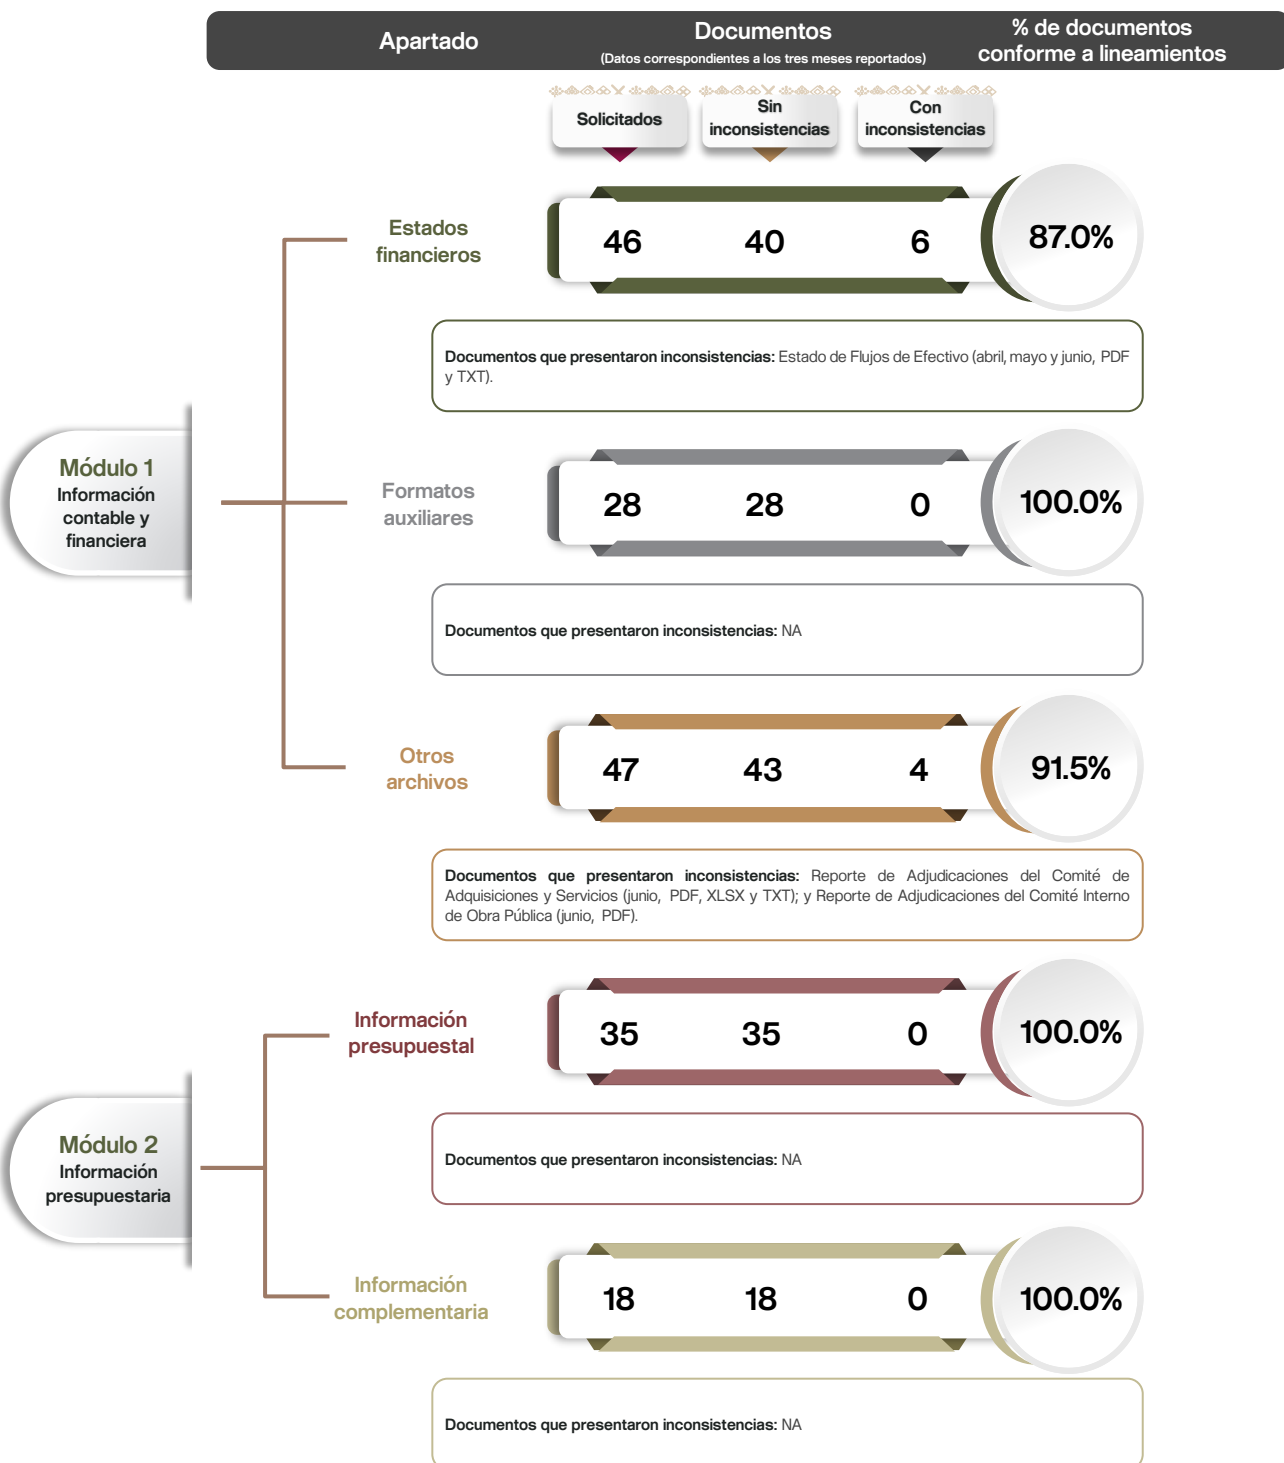 Apartado
Documentos
(Datos correspondientes a los tres meses reportados)
% de documentos
conforme a lineamientos
Solicitados
Sin
inconsistencias
Con
inconsistencias
Módulo 1
Información
contable y
financiera
Estados
financieros
46 40 6 87.0%
Documentos que presentaron inconsistencias: Estado de Flujos de Efectivo (abril, mayo y junio, PDF
y TXT).
Formatos
auxiliares
28 28 0 100.0%
Documentos que presentaron inconsistencias: NA
Otros
archivos
47 43 4 91.5%
Documentos que presentaron inconsistencias: Reporte de Adjudicaciones del Comité de
Adquisiciones y Servicios (junio, PDF, XLSX y TXT); y Reporte de Adjudicaciones del Comité Interno
de Obra Pública (junio, PDF).
Módulo 2
Información
presupuestaria
Información
presupuestal
35 35 0 100.0%
Documentos que presentaron inconsistencias: NA
Información
complementaria
18 18 0 100.0%
Documentos que presentaron inconsistencias: NA